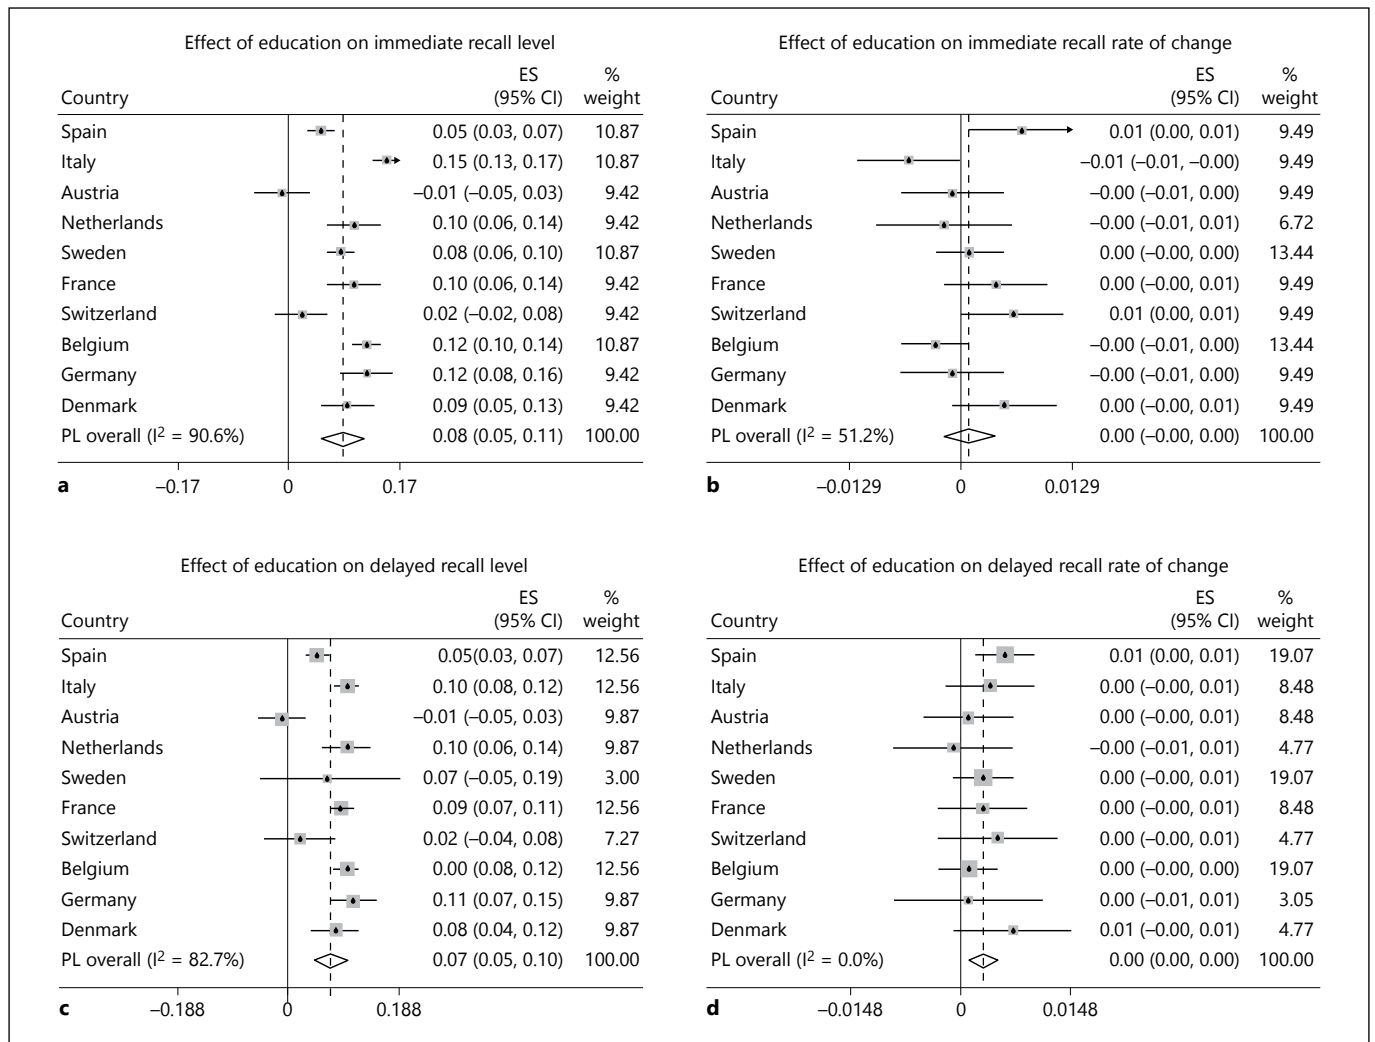 Effect of education on immediate recall level
ES %
Country (95% CI) weight
Spain 0.05 (0.03, 0.07) 10.87
Italy 0.15 (0.13, 0.17) 10.87
Austria –0.01 (–0.05, 0.03) 9.42
Netherlands 0.10 (0.06, 0.14) 9.42
Sweden 0.08 (0.06, 0.10) 10.87
France 0.10 (0.06, 0.14) 9.42
Switzerland 0.02 (–0.02, 0.08) 9.42
Belgium 0.12 (0.10, 0.14) 10.87
Germany 0.12 (0.08, 0.16) 9.42
Denmark 0.09 (0.05, 0.13) 9.42
PL overall (I² = 90.6%) 0.08 (0.05, 0.11) 100.00
a –0.17 0 0.17
Effect of education on immediate recall rate of change
ES %
Country (95% CI) weight
Spain 0.01 (0.00, 0.01) 9.49
Italy –0.01 (–0.01, –0.00) 9.49
Austria –0.00 (–0.01, 0.00) 9.49
Netherlands –0.00 (–0.01, 0.01) 6.72
Sweden 0.00 (–0.00, 0.00) 13.44
France 0.00 (–0.00, 0.01) 9.49
Switzerland 0.01 (0.00, 0.01) 9.49
Belgium –0.00 (–0.01, 0.00) 13.44
Germany –0.00 (–0.01, 0.00) 9.49
Denmark 0.00 (–0.00, 0.01) 9.49
PL overall (I² = 51.2%) 0.00 (–0.00, 0.00) 100.00
b –0.0129 0 0.0129
Effect of education on delayed recall level
ES %
Country (95% CI) weight
Spain 0.05(0.03, 0.07) 12.56
Italy 0.10 (0.08, 0.12) 12.56
Austria –0.01 (–0.05, 0.03) 9.87
Netherlands 0.10 (0.06, 0.14) 9.87
Sweden 0.07 (–0.05, 0.19) 3.00
France 0.09 (0.07, 0.11) 12.56
Switzerland 0.02 (–0.04, 0.08) 7.27
Belgium 0.00 (0.08, 0.12) 12.56
Germany 0.11 (0.07, 0.15) 9.87
Denmark 0.08 (0.04, 0.12) 9.87
PL overall (I² = 82.7%) 0.07 (0.05, 0.10) 100.00
c –0.188 0 0.188
Effect of education on delayed recall rate of change
ES %
Country (95% CI) weight
Spain 0.01 (0.00, 0.01) 19.07
Italy 0.00 (–0.00, 0.01) 8.48
Austria 0.00 (–0.00, 0.01) 8.48
Netherlands –0.00 (–0.01, 0.01) 4.77
Sweden 0.00 (–0.00, 0.01) 19.07
France 0.00 (–0.00, 0.01) 8.48
Switzerland 0.00 (–0.00, 0.01) 4.77
Belgium 0.00 (–0.00, 0.00) 19.07
Germany 0.00 (–0.01, 0.01) 3.05
Denmark 0.01 (–0.00, 0.01) 4.77
PL overall (I² = 0.0%) 0.00 (0.00, 0.00) 100.00
d –0.0148 0 0.0148